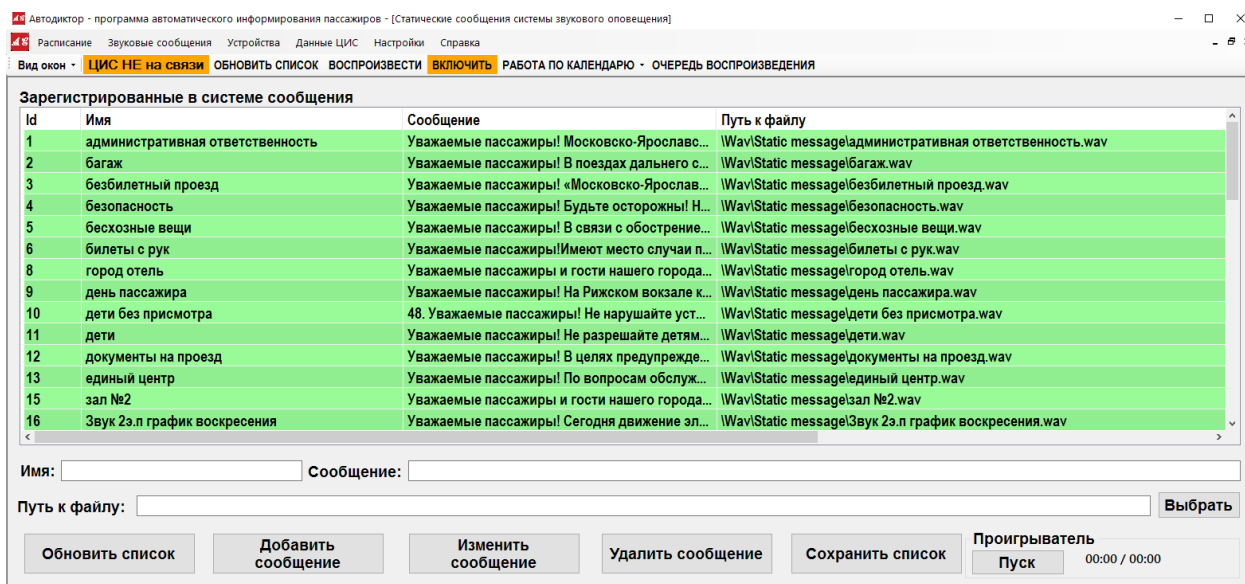 Автодиктор - программа автоматического информирования пассажиров - [Статические сообщения системы звукового оповещения]
Расписание Звуковые сообщения Устройства Данные ЦИС Настройки Справка
Вид окон ЦИС НЕ на связи ОБНОВИТЬ СПИСОК ВОСПРОИЗВЕСТИ ВКЛЮЧИТЬ РАБОТА ПО КАЛЕНДАРЮ ОЧЕРЕДЬ ВОСПРОИЗВЕДЕНИЯ
Зарегистрированные в системе сообщения
Id Имя Сообщение Путь к файлу
1 административная ответственность Уважаемые пассажиры! Московско-Ярославс... \Wav\Static message\административная ответственность.wav
2 багаж Уважаемые пассажиры! В поездах дальнего с... \Wav\Static message\багаж.wav
3 безбилетный проезд Уважаемые пассажиры! «Московско-Ярослав... \Wav\Static message\безбилетный проезд.wav
4 безопасность Уважаемые пассажиры! Будьте осторожны! Н... \Wav\Static message\безопасность.wav
5 бесхозные вещи Уважаемые пассажиры! В связи с обострение... \Wav\Static message\бесхозные вещи.wav
6 билеты с рук Уважаемые пассажиры!Имеют место случаи п... \Wav\Static message\билеты с рук.wav
8 город отель Уважаемые пассажиры и гости нашего города... \Wav\Static message\город отель.wav
9 день пассажира Уважаемые пассажиры! На Рижском вокзале к... \Wav\Static message\день пассажира.wav
10 дети без присмотра 48. Уважаемые пассажиры! Не нарушайте уст... \Wav\Static message\дети без присмотра.wav
11 дети Уважаемые пассажиры! Не разрешайте детям... \Wav\Static message\дети.wav
12 документы на проезд Уважаемые пассажиры! В целях предупрежде... \Wav\Static message\документы на проезд.wav
13 единый центр Уважаемые пассажиры! По вопросам обслуж... \Wav\Static message\единый центр.wav
15 зал №2 Уважаемые пассажиры и гости нашего города... \Wav\Static message\зал №2.wav
16 Звук 2э.п график воскресения Уважаемые пассажиры! Сегодня движение эл... \Wav\Static message\Звук 2э.п график воскресения.wav
Имя: Сообщение:
Путь к файлу: Выбрать
Обновить список Добавить сообщение Изменить сообщение Удалить сообщение Сохранить список Проигрыватель
Пуск 00:00 / 00:00